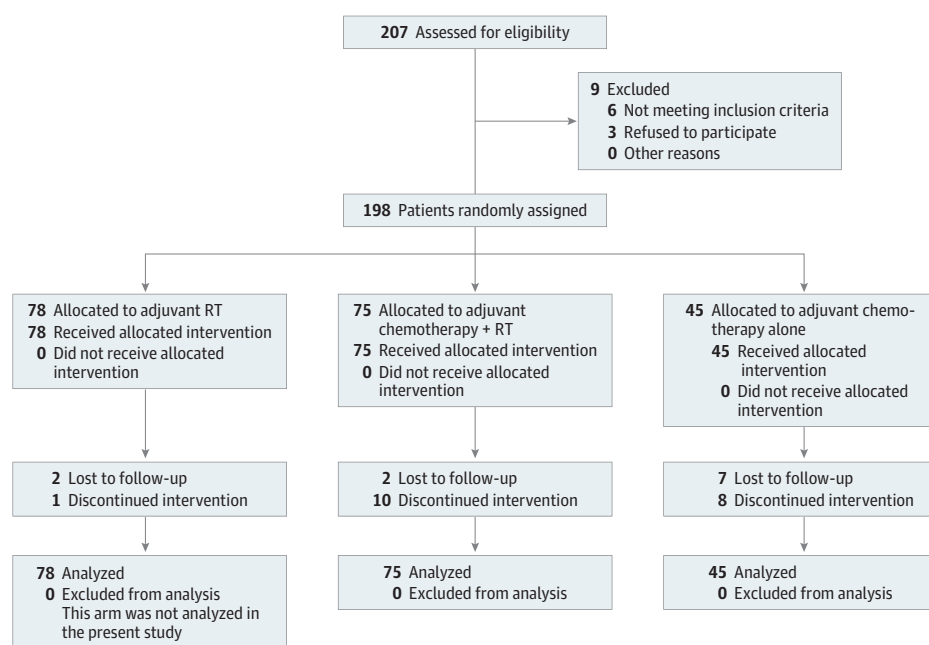 207 Assessed for eligibility
9 Excluded
6 Not meeting inclusion criteria
3 Refused to participate
0 Other reasons
198 Patients randomly assigned
78 Allocated to adjuvant RT
78 Received allocated intervention
0 Did not receive allocated
intervention
75 Allocated to adjuvant
chemotherapy + RT
75 Received allocated intervention
0 Did not receive allocated
intervention
45 Allocated to adjuvant chemo-
therapy alone
45 Received allocated
intervention
0 Did not receive allocated
intervention
2 Lost to follow-up
1 Discontinued intervention
2 Lost to follow-up
10 Discontinued intervention
7 Lost to follow-up
8 Discontinued intervention
78 Analyzed
0 Excluded from analysis
This arm was not analyzed in
the present study
75 Analyzed
0 Excluded from analysis
45 Analyzed
0 Excluded from analysis